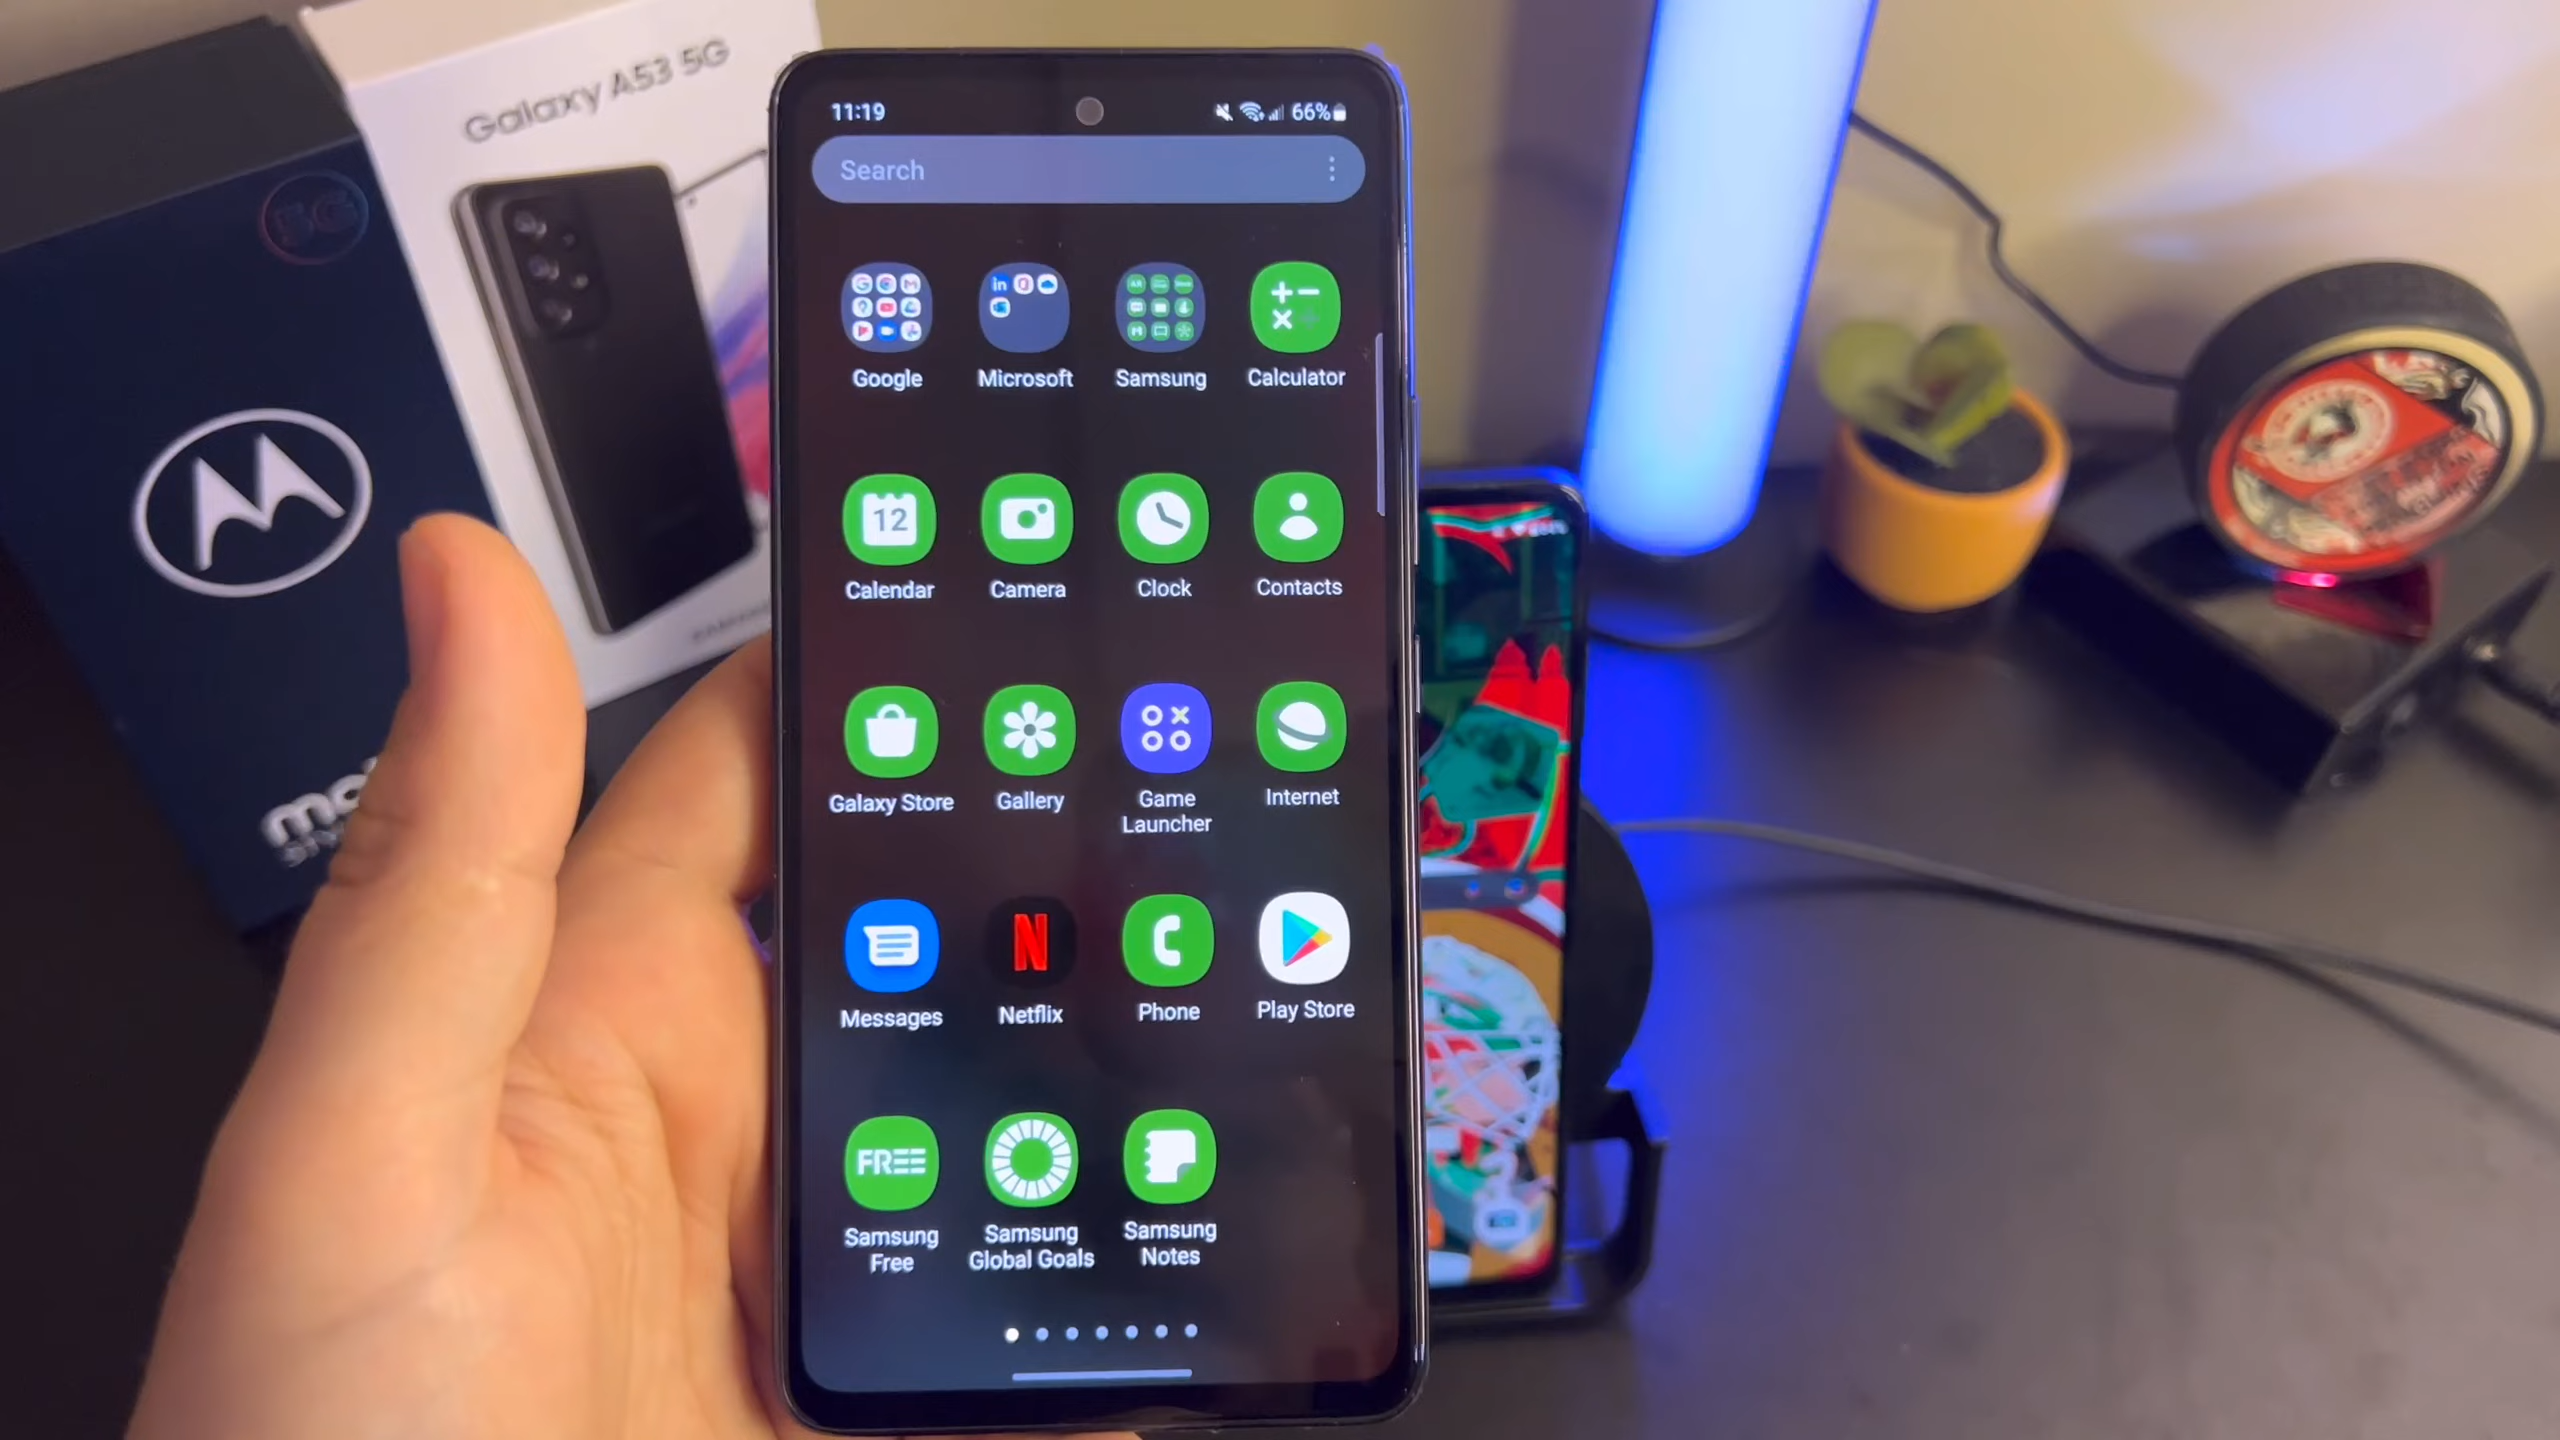 Galaxy A53 5G
5G
11:19
66%
Search
Google
Microsoft
Samsung
Calculator
12
Calendar
Camera
Clock
Contacts
Galaxy Store
Gallery
Game
Launcher
Internet
Messages
N
Netflix
Phone
Play Store
FREE
Samsung
Free
Samsung
Global Goals
Samsung
Notes